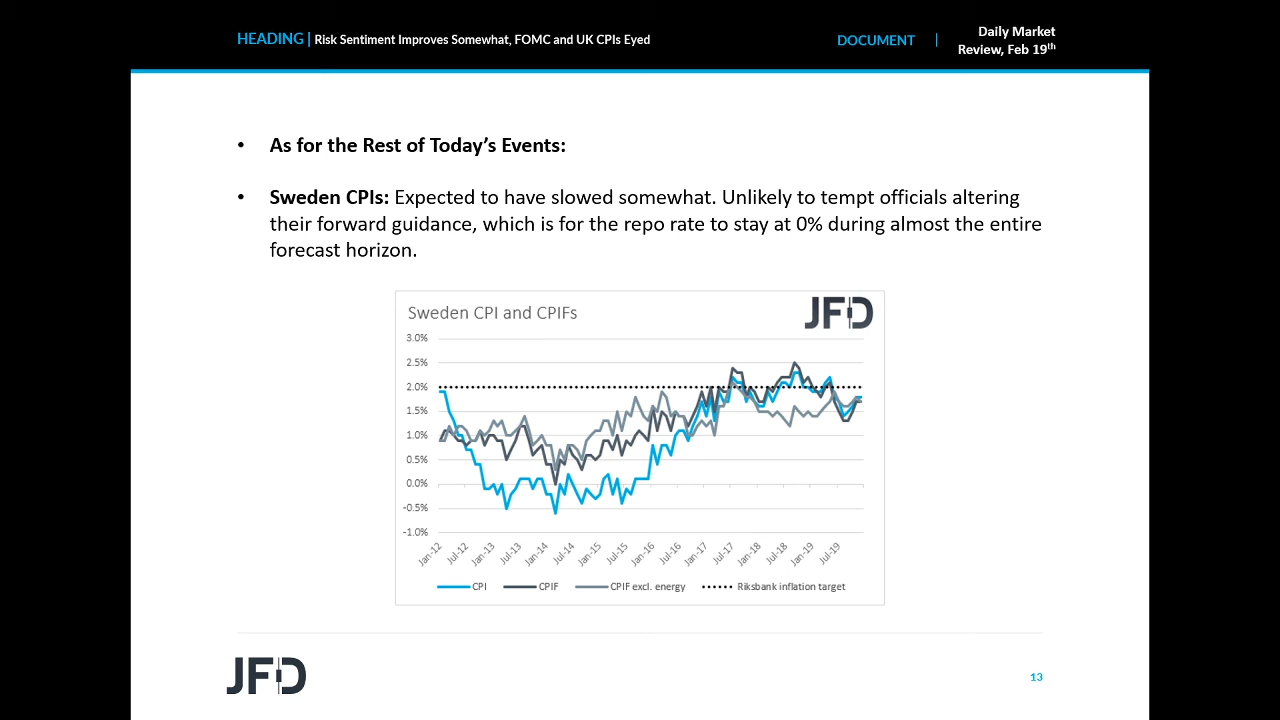 HEADING | Risk Sentiment Improves Somewhat, FOMC and UK CPIs Eyed
DOCUMENT | Daily Market
Review, Feb 19th
• As for the Rest of Today’s Events:
• Sweden CPIs: Expected to have slowed somewhat. Unlikely to tempt officials altering
their forward guidance, which is for the repo rate to stay at 0% during almost the entire
forecast horizon.
Sweden CPI and CPIFs
JFD
3.0%
2.5%
2.0%
1.5%
1.0%
0.5%
0.0%
-0.5%
-1.0%
Jan-12 Jul-12 Jan-13 Jul-13 Jan-14 Jul-14 Jan-15 Jul-15 Jan-16 Jul-16 Jan-17 Jul-17 Jan-18 Jul-18 Jan-19 Jul-19
CPI CPIF CPIF excl. energy Riksbank inflation target
JFD
13